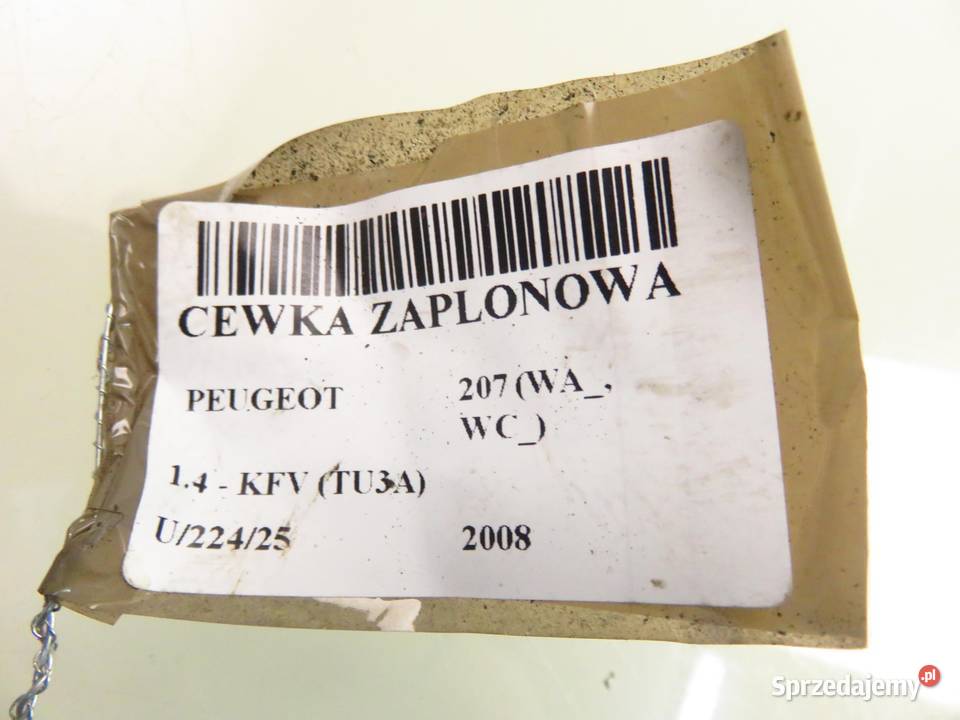 CEWKA ZAPLONOWA
PEUGEOT 207 (WA_,
WC_)
1.4 - KFV (TU3A)
U/224/25 2008
Sprzedajemy.pl